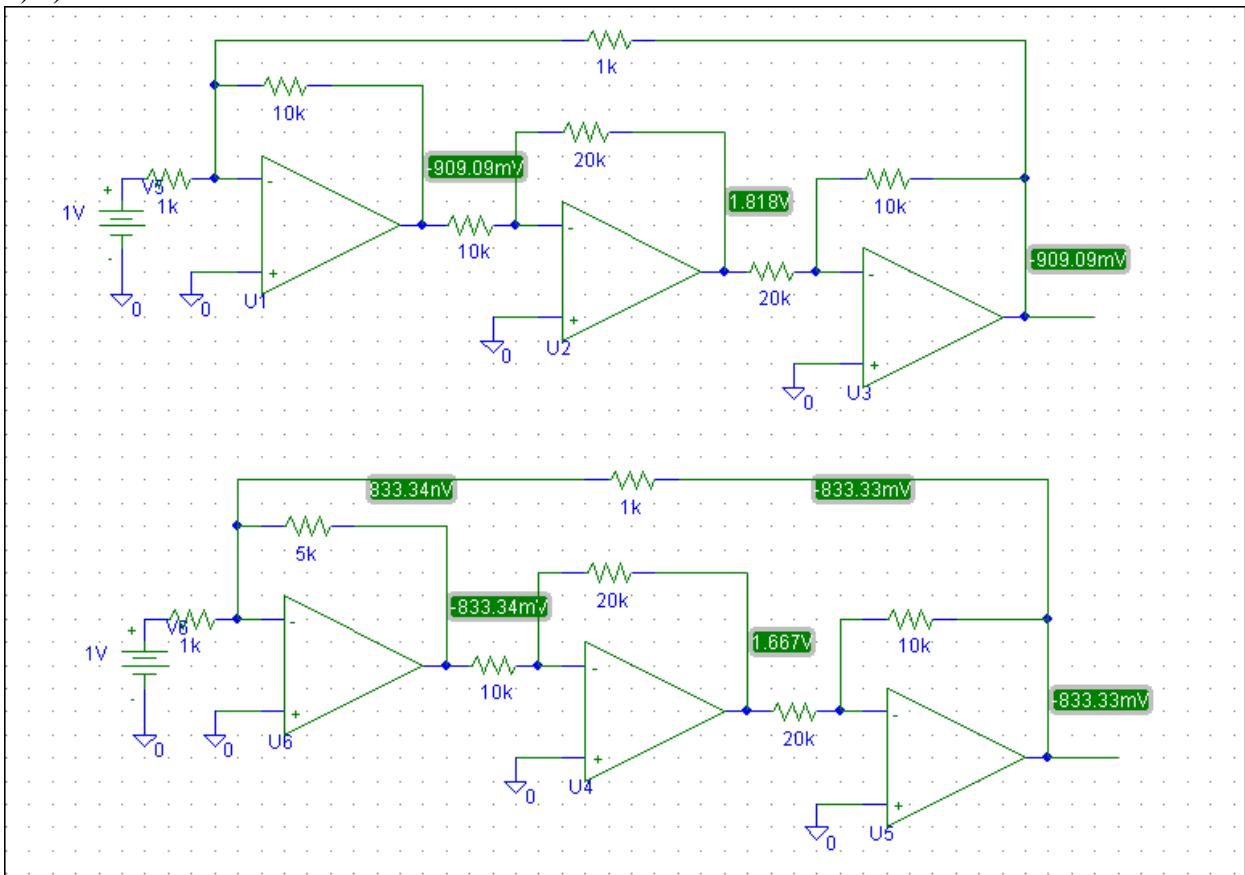 1k
10k
20k
-909.09mV
V5
1k
10k
1.818V
1V
+
-
-
10k
-
-909.09mV
20k
-
+
0
0
U1
+
0
U2
+
0
U3
833.34nV
1k
-833.33mV
5k
20k
-833.34mV
V6
1k
10k
1.667V
1V
+
-
-
10k
-
-833.33mV
20k
-
+
0
0
U6
+
0
U4
+
0
U5